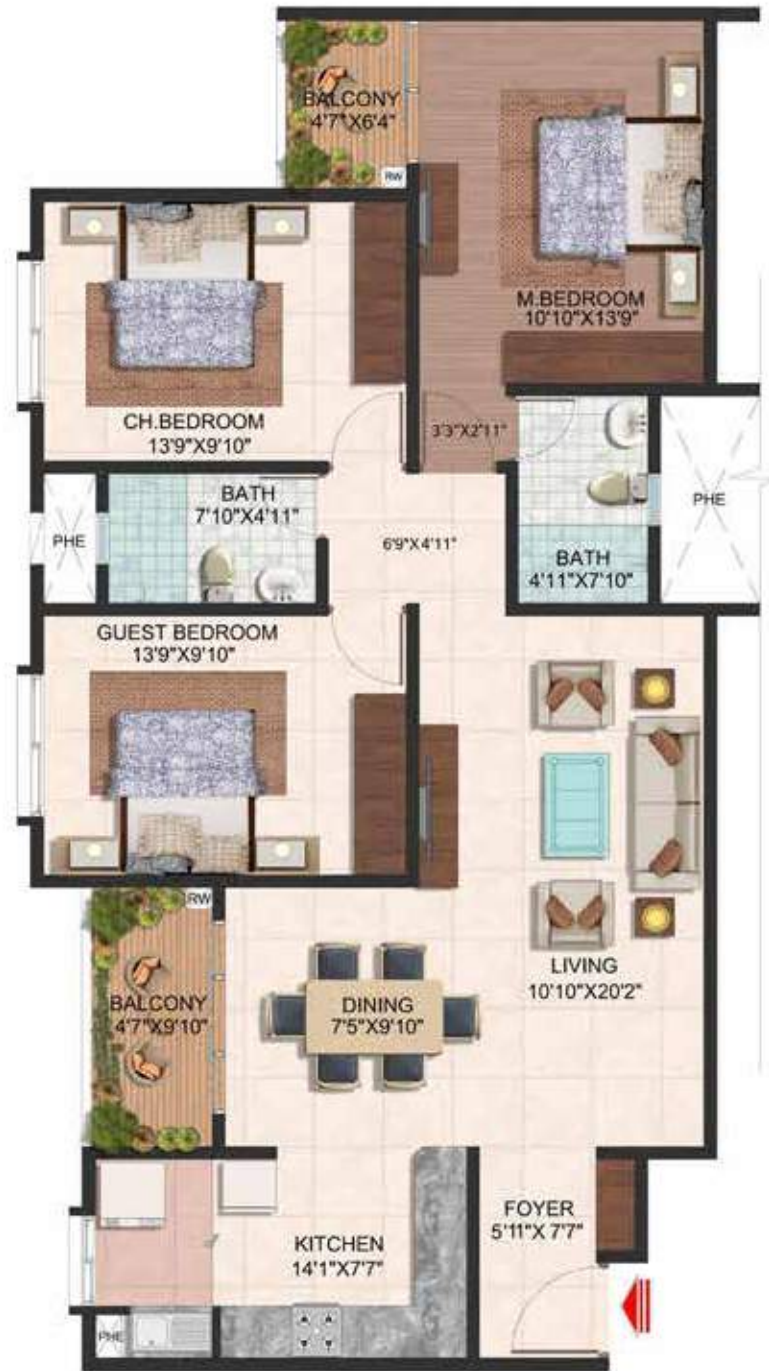 BALCONY
4'7"X6'4"
RW
M.BEDROOM
10'10"X13'9"
CH.BEDROOM
13'9"X9'10"
3'3"X2'11"
BATH
7'10"X4'11"
PHE
6'9"X4'11"
PHE
BATH
4'11"X7'10"
GUEST BEDROOM
13'9"X9'10"
RW
BALCONY
4'7"X9'10"
DINING
7'5"X9'10"
LIVING
10'10"X20'2"
FOYER
5'11"X 7'7"
KITCHEN
14'1"X7'7"
PHE